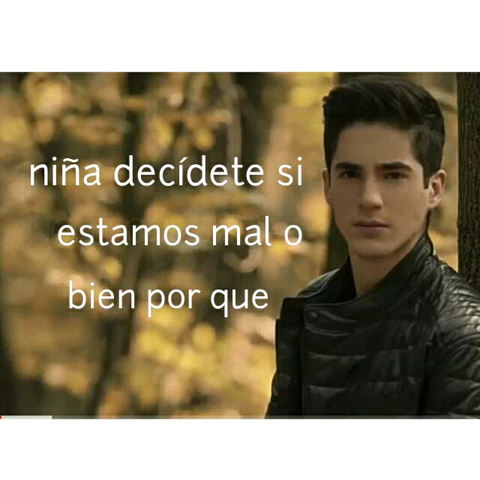 niña decídete si
estamos mal o
bien por que